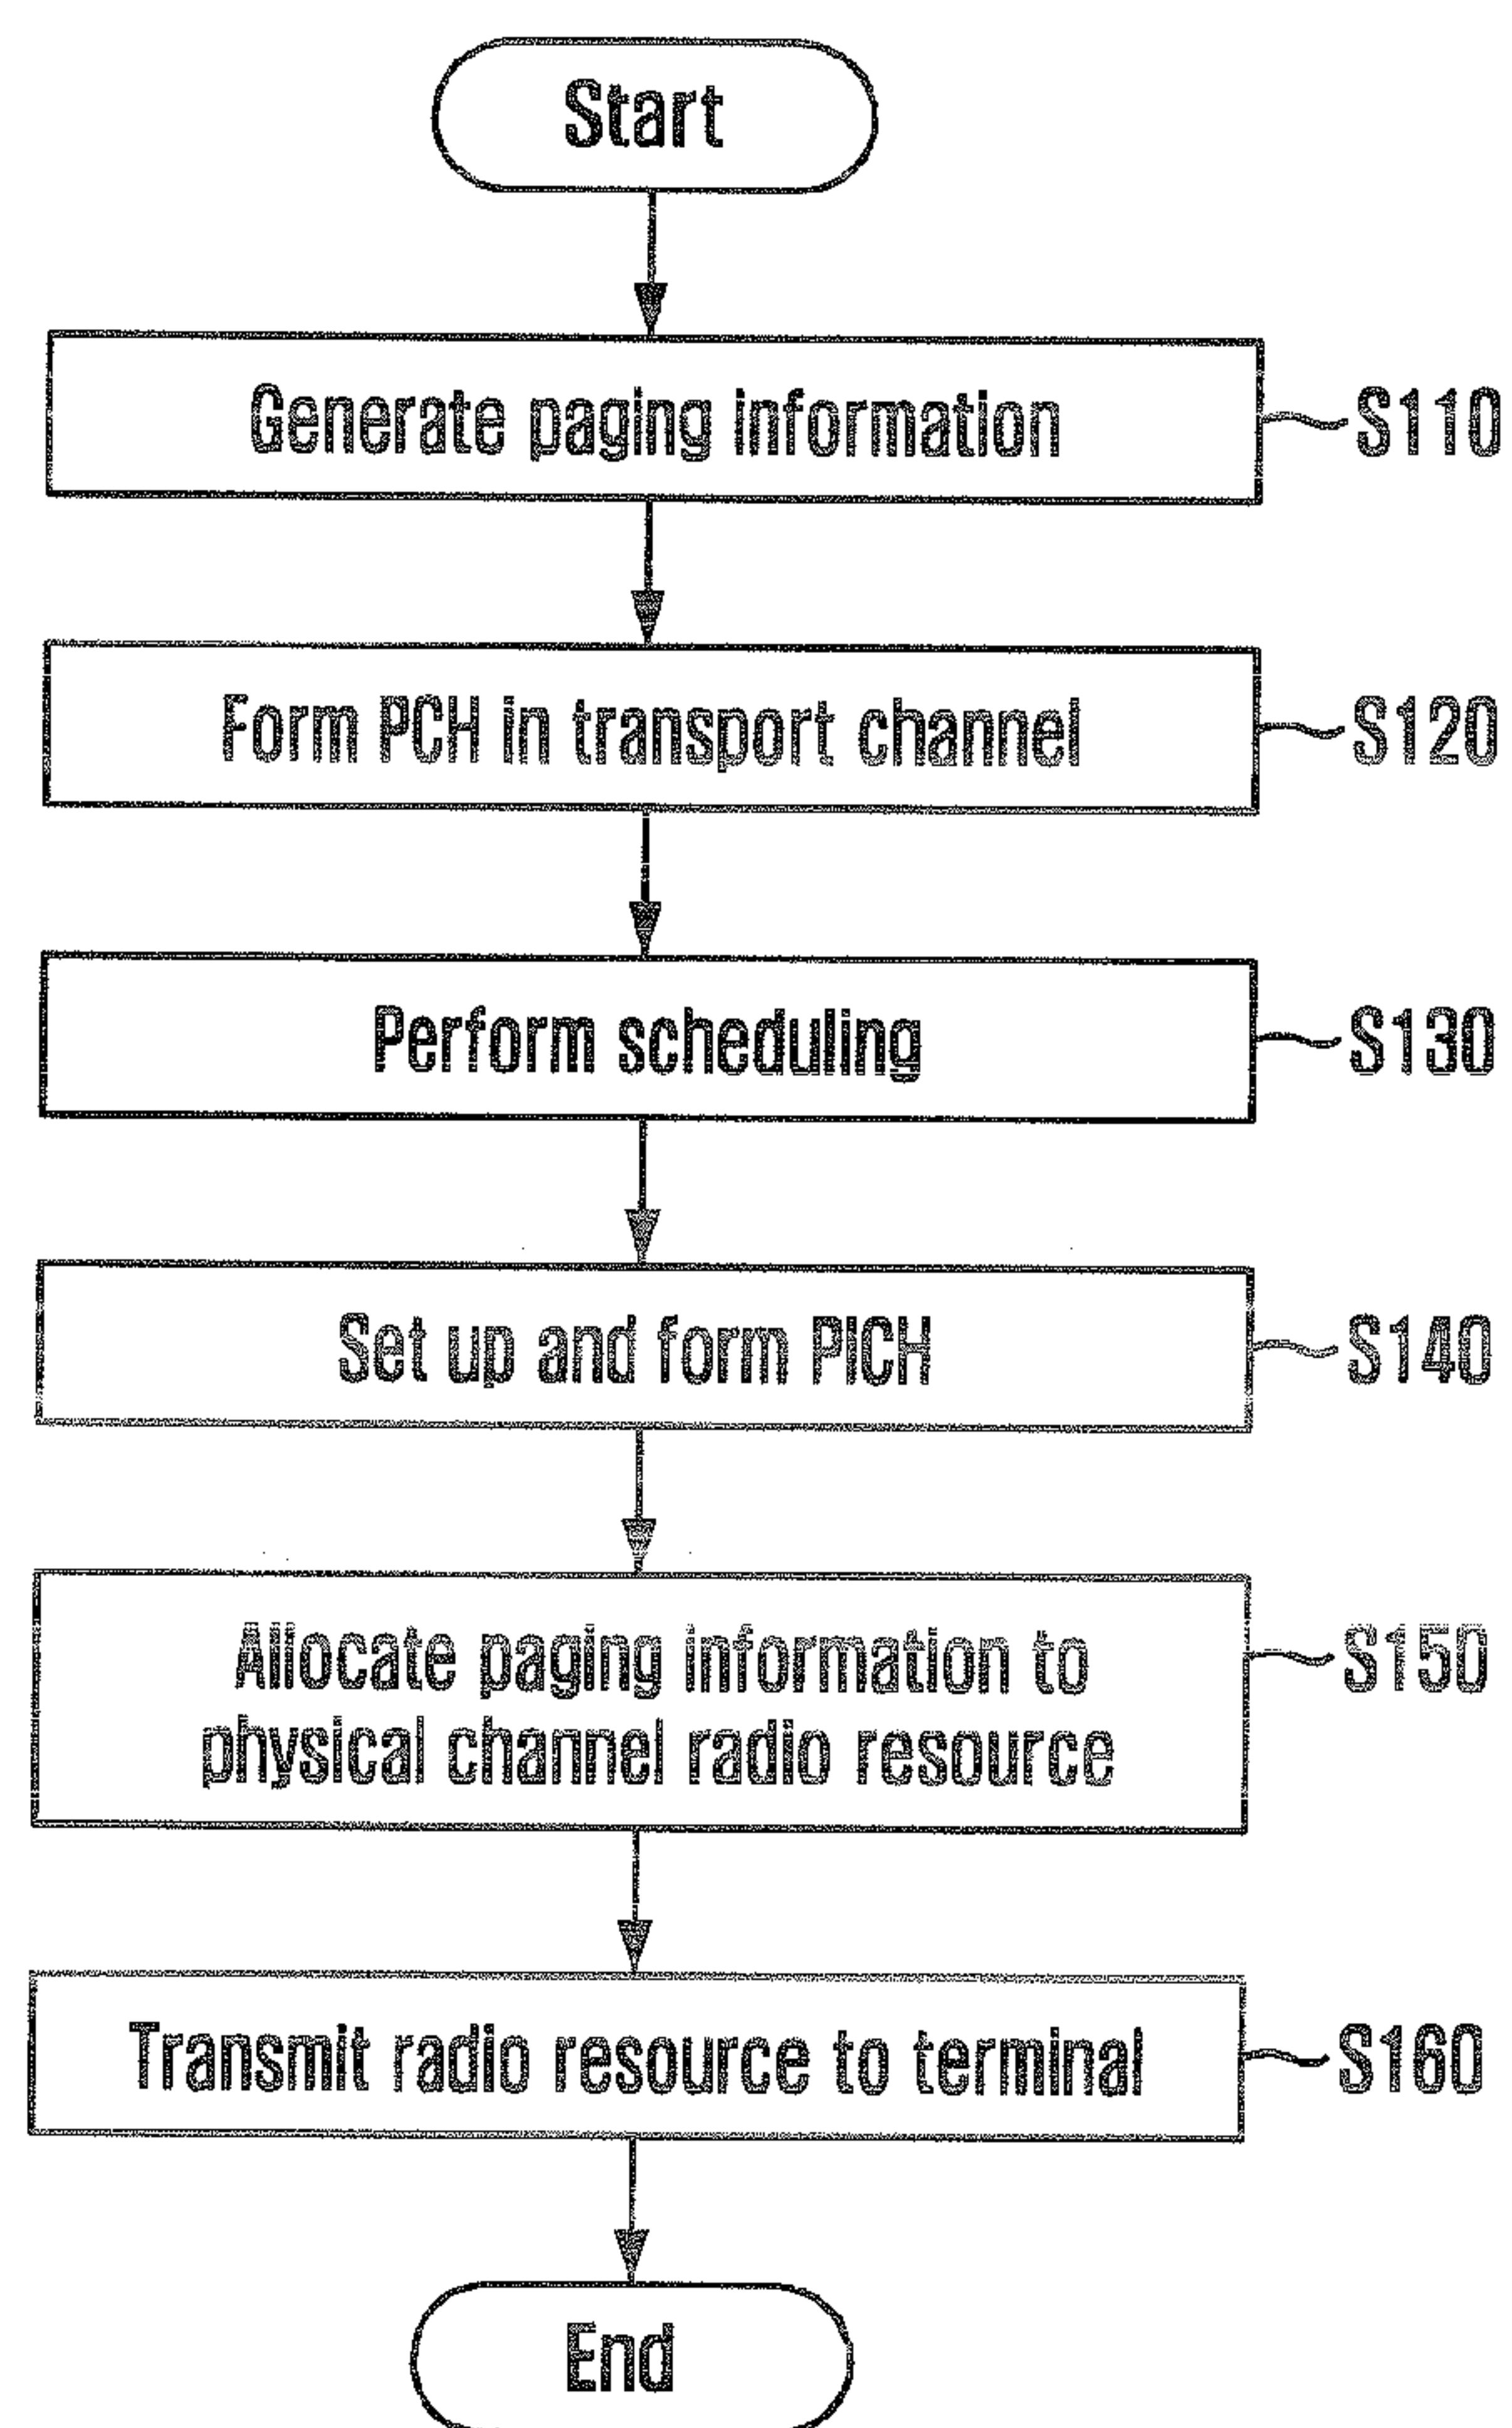 Start
Generate paging information
S110
Form PCH in transport channel
S120
Perform scheduling
S130
Set up and form PICH
S140
Allocate paging information to
physical channel radio resource
S150
Transmit radio resource to terminal
S160
End